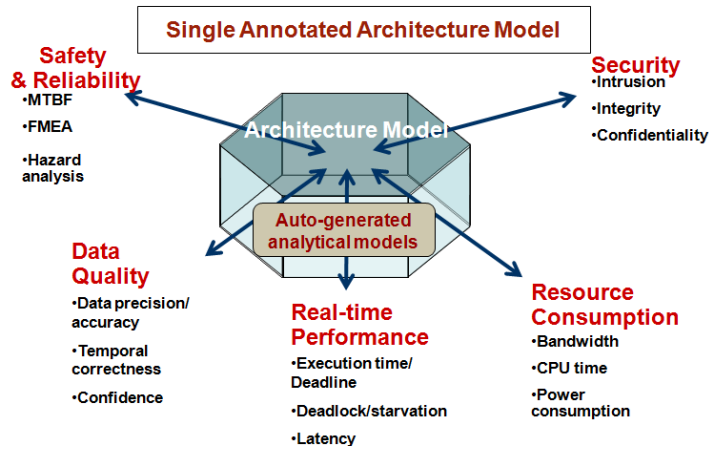 Single Annotated Architecture Model
Safety
& Reliability
•MTBF
•FMEA
•Hazard
analysis
Security
•Intrusion
•Integrity
•Confidentiality
Architecture Model
Auto-generated
analytical models
Data
Quality
•Data precision/
accuracy
•Temporal
correctness
•Confidence
Real-time
Performance
•Execution time/
Deadline
•Deadlock/starvation
•Latency
Resource
Consumption
•Bandwidth
•CPU time
•Power
consumption